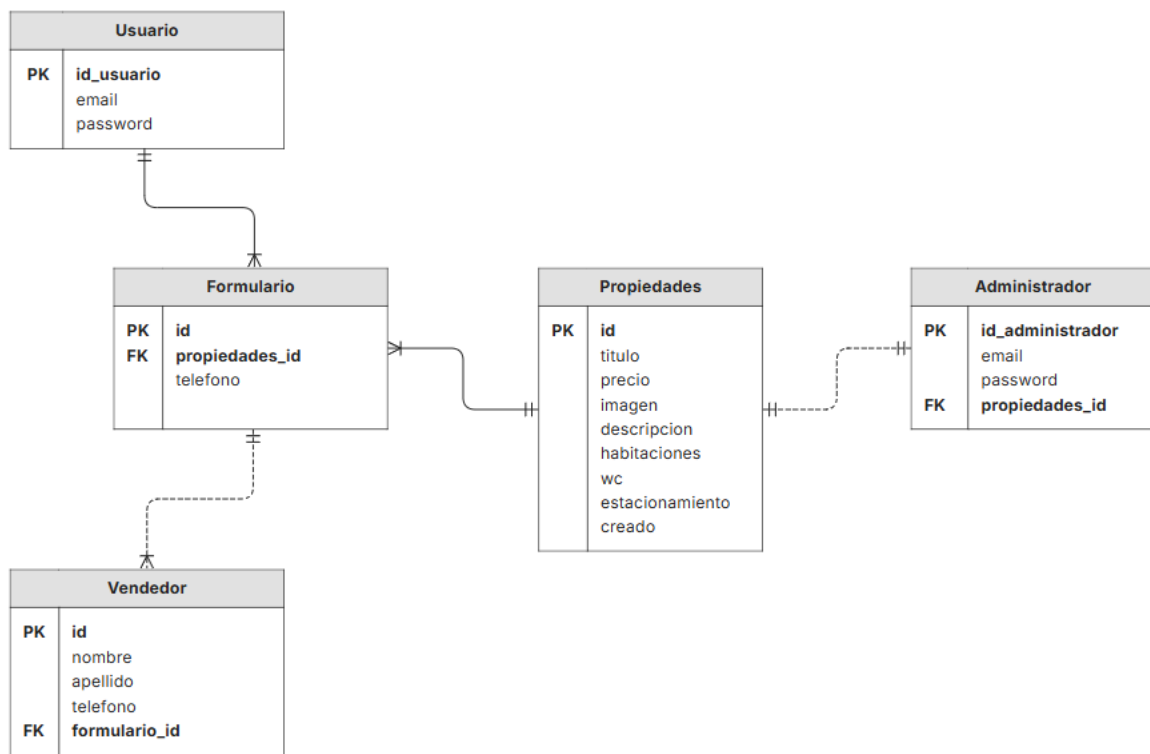 Usuario
PK id_usuario
email
password
Formulario
PK id
FK propiedades_id
telefono
Propiedades
PK id
titulo
precio
imagen
descripcion
habitaciones
wc
estacionamiento
creado
Administrador
PK id_administrador
email
password
FK propiedades_id
Vendedor
PK id
nombre
apellido
telefono
FK formulario_id